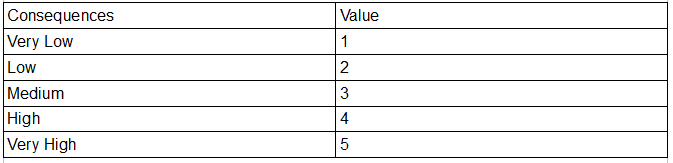 Consequences Value
Very Low 1
Low 2
Medium 3
High 4
Very High 5